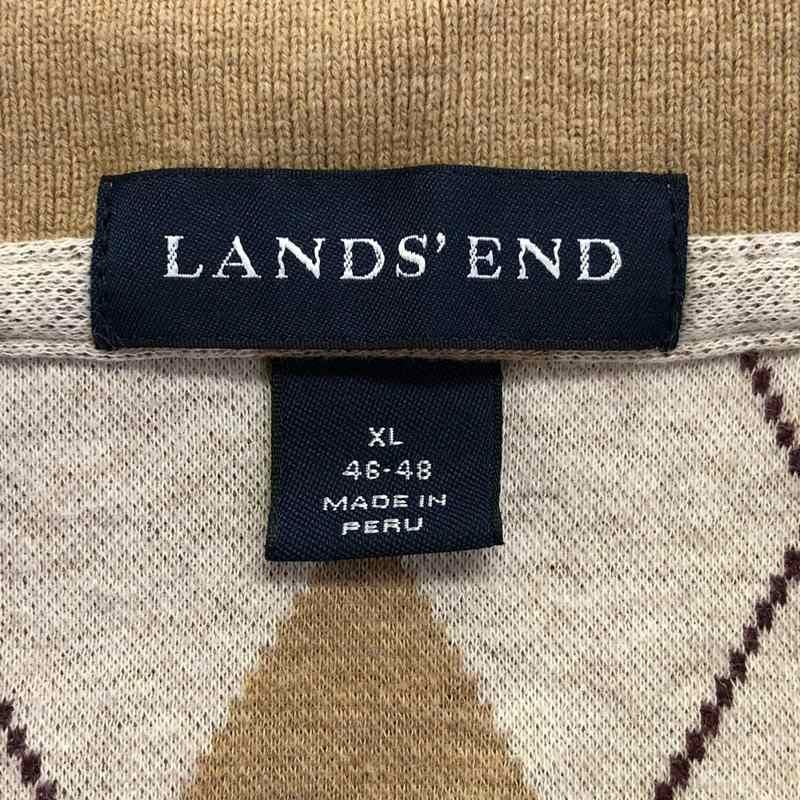 LANDS' END
XL
46-48
MADE IN
PERU